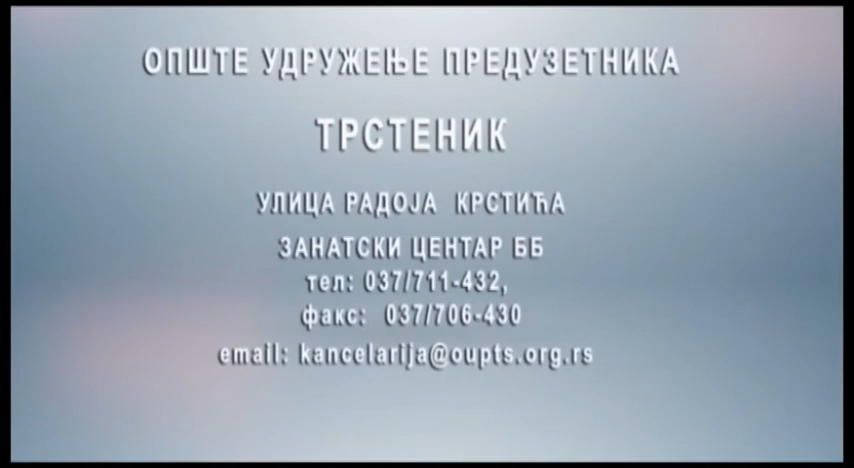 ОПШТЕ УДРУЖЕЊЕ ПРЕДУЗЕТНИКА
ТРСТЕНИК
УЛИЦА РАДОЈА КРСТИЋА
ЗАНАТСКИ ЦЕНТАР ББ
тел: 037/711-432,
факс: 037/706-430
email: kancelarija@oupts.org.rs